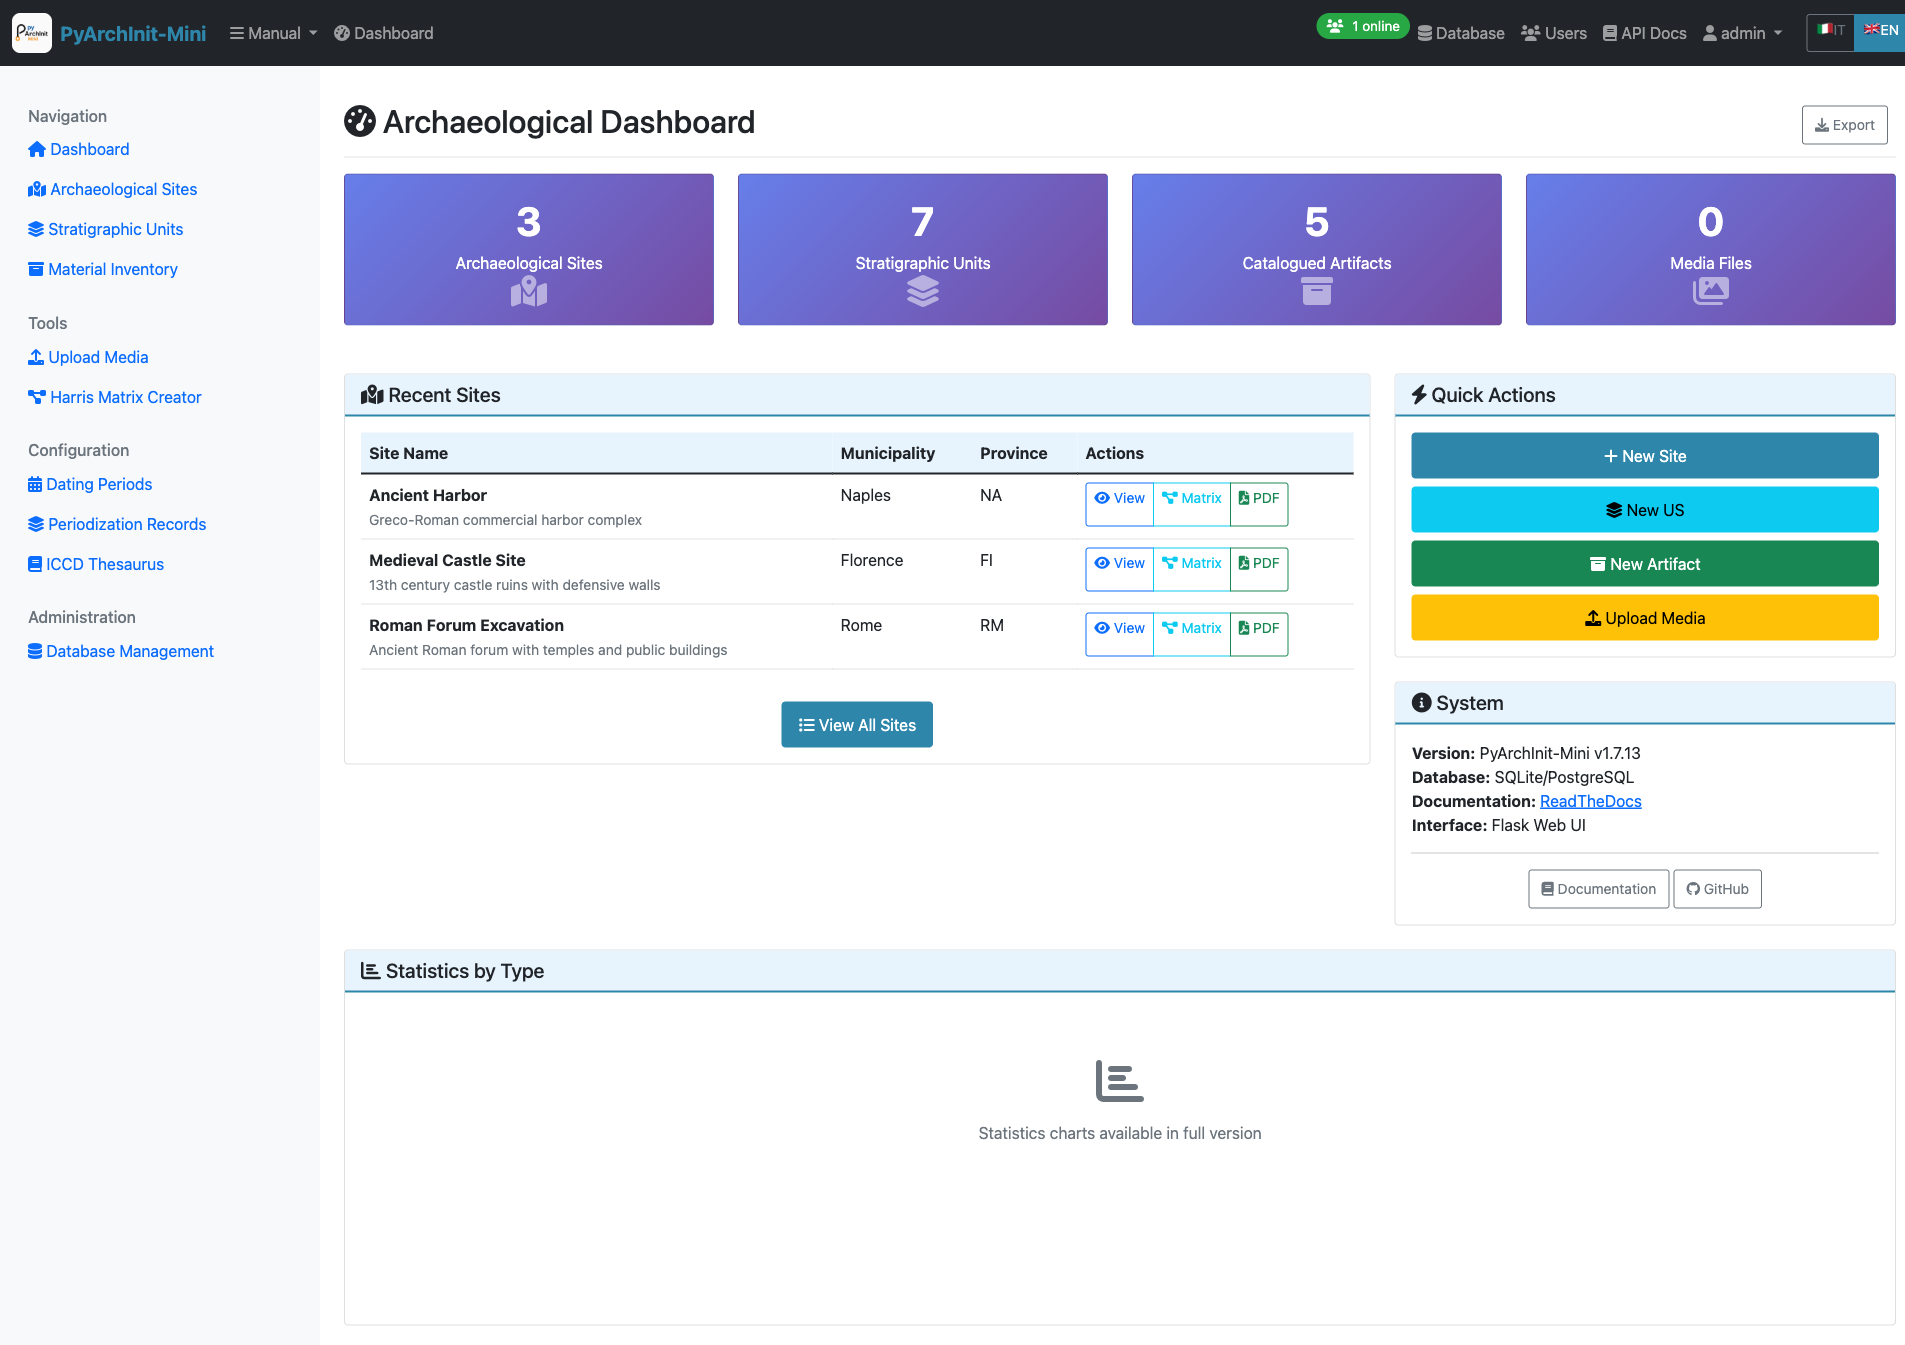 PyArchInit-Mini Manual Dashboard 1 online Database Users API Docs admin IT EN
Navigation
Dashboard
Archaeological Sites
Stratigraphic Units
Material Inventory
Tools
Upload Media
Harris Matrix Creator
Configuration
Dating Periods
Periodization Records
ICCD Thesaurus
Administration
Database Management
Archaeological Dashboard
Export
3
Archaeological Sites
7
Stratigraphic Units
5
Catalogued Artifacts
0
Media Files
Recent Sites
Site Name Municipality Province Actions
Ancient Harbor Naples NA View Matrix PDF
Greco-Roman commercial harbor complex
Medieval Castle Site Florence FI View Matrix PDF
13th century castle ruins with defensive walls
Roman Forum Excavation Rome RM View Matrix PDF
Ancient Roman forum with temples and public buildings
View All Sites
Quick Actions
New Site
New US
New Artifact
Upload Media
System
Version: PyArchInit-Mini v1.7.13
Database: SQLite/PostgreSQL
Documentation: ReadTheDocs
Interface: Flask Web UI
Documentation GitHub
Statistics by Type
Statistics charts available in full version